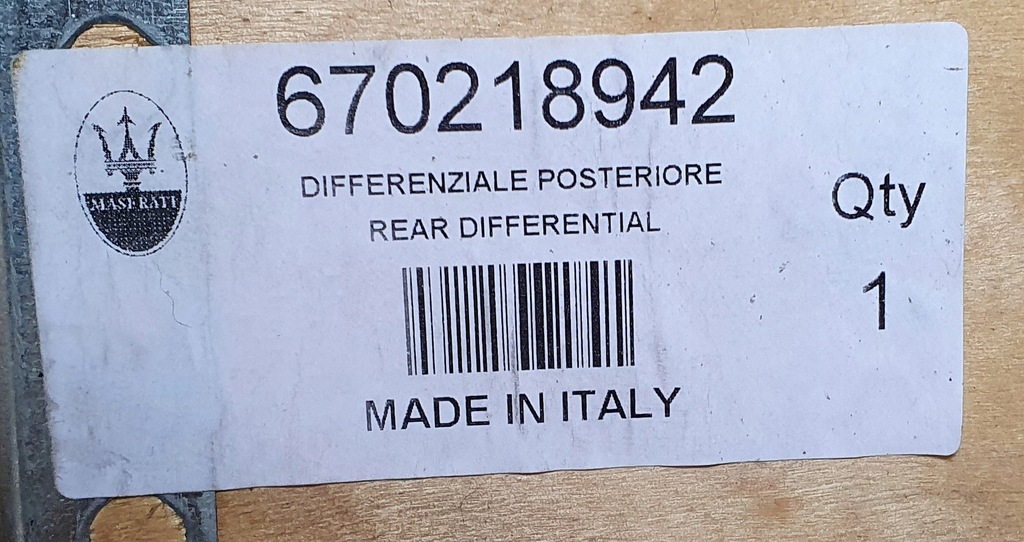 670218942
DIFFERENZIALE POSTERIORE
REAR DIFFERENTIAL
MADE IN ITALY
MASERATI
Qty
1